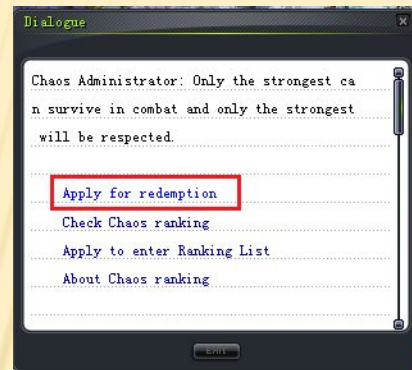 Dialogue
Chaos Administrator: Only the strongest ca
n survive in combat and only the strongest
will be respected.
Apply for redemption
Check Chaos ranking
Apply to enter Ranking List
About Chaos ranking
Exit